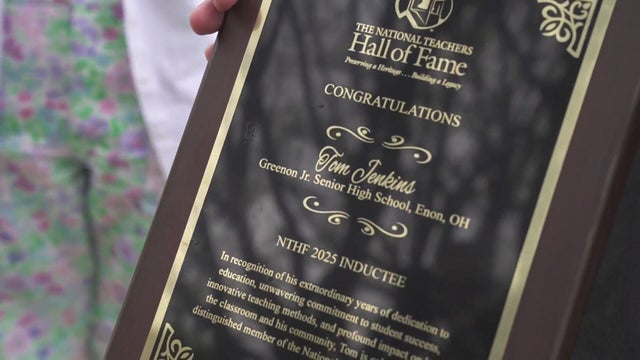 THE NATIONAL TEACHERS
Hall of Fame
Preserving a Heritage . . . Building a Legacy
CONGRATULATIONS
Tom Jenkins
Greenon Jr. Senior High School, Enon, OH
NTHF 2025 INDUCTEE
In recognition of his extraordinary years of dedication to
education, unwavering commitment to student success,
innovative teaching methods, and profound impact on
the classroom and his community, Tom is
distinguished member of the Nation